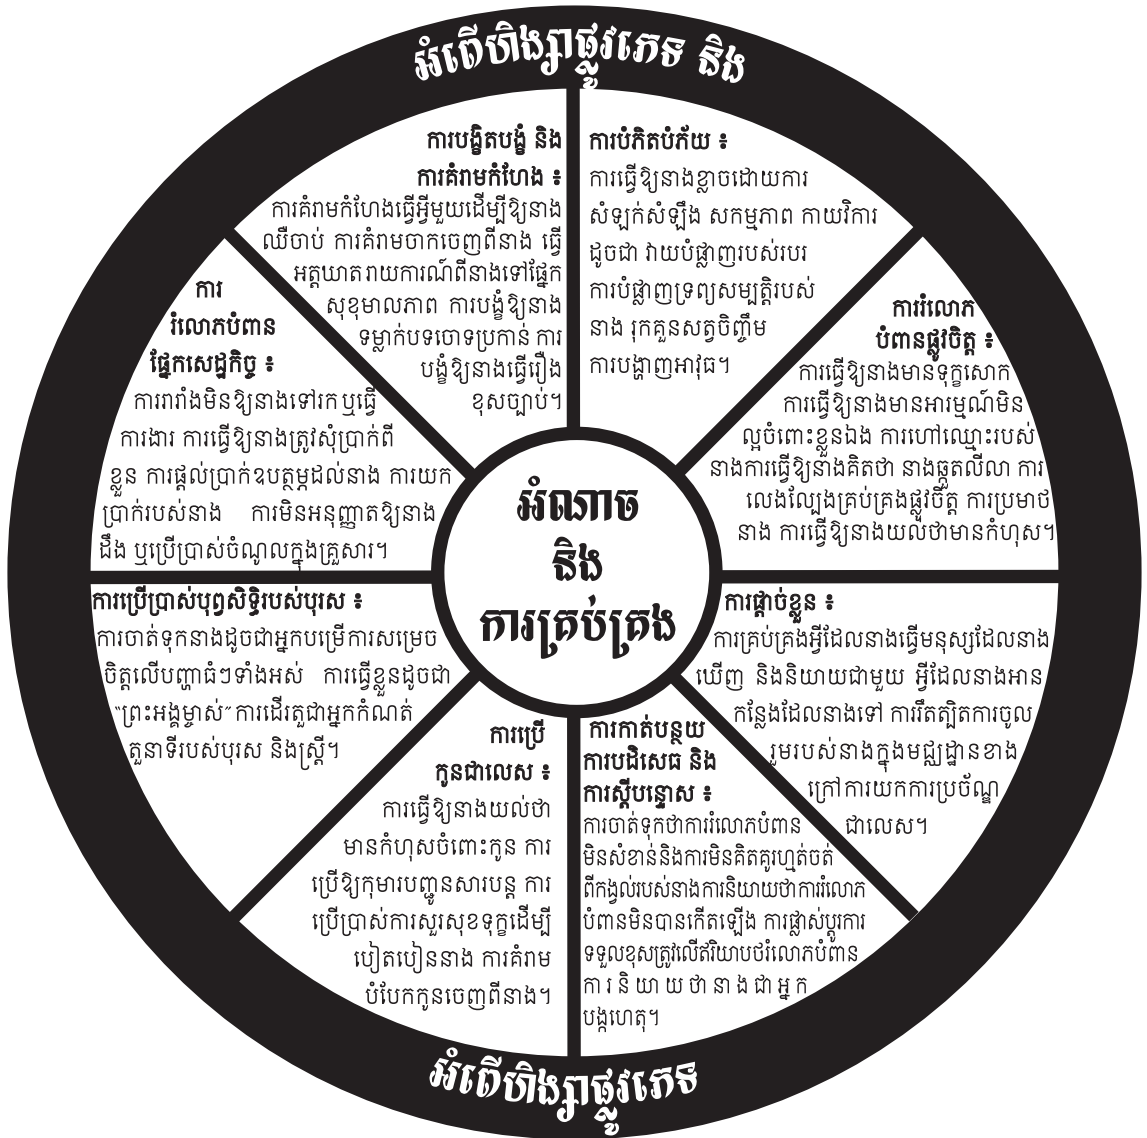 អំពើហិង្សាផ្លូវភេទ និង
ការបង្ខិតបង្ខំ និង
ការគំរាមកំហែង ៖
ការគំរាមកំហែងធ្វើអ្វីមួយដើម្បីឱ្យនាង
ឈឺចាប់ ការគំរាមចាកចេញពីនាង ធ្វើ
អត្តឃាត រាយការណ៍ពីនាងទៅផ្នែក
សុខុមាលភាព ការបង្ខំឱ្យនាង
ទម្លាក់បទចោទប្រកាន់ ការ
បង្ខំឱ្យនាងធ្វើរឿង
ខុសច្បាប់។
ការបំភិតបំភ័យ ៖
ការធ្វើឱ្យនាងខ្លាចដោយការ
សំឡក់សំឡឹង សកម្មភាព កាយវិការ
ដូចជា វាយបំផ្លាញរបស់របរ
ការបំផ្លាញទ្រព្យសម្បត្តិរបស់
នាង រុកគួនសត្វចិញ្ចឹម
ការបង្ហាញអាវុធ។
ការរំលោភ
បំពានផ្លូវចិត្ត ៖
ការធ្វើឱ្យនាងមានទុក្ខសោក
ការធ្វើឱ្យនាងមានអារម្មណ៍មិន
ល្អចំពោះខ្លួនឯង ការហៅឈ្មោះរបស់
នាងការធ្វើឱ្យនាងគិតថា នាងឆ្កួតលីលា ការ
លេងល្បែងគ្រប់គ្រងផ្លូវចិត្ត ការប្រមាថ
នាង ការធ្វើឱ្យនាងយល់ថាមានកំហុស។
ការផ្តាច់ខ្លួន ៖
ការគ្រប់គ្រងអ្វីដែលនាងធ្វើមនុស្សដែលនាង
ឃើញ និងនិយាយជាមួយ អ្វីដែលនាងអាន
កន្លែងដែលនាងទៅ ការរឹតត្បិតការចូល
រួមរបស់នាងក្នុងមជ្ឈដ្ឋានខាង
ក្រៅការយកការប្រច័ណ្ឌ
ជាលេស។
ការកាត់បន្ថយ
ការបដិសេធ និង
ការស្តីបន្ទោស ៖
ការចាត់ទុកថាការរំលោភបំពាន
មិនសំខាន់និងការមិនគិតគូរហ្មត់ចត់
ពីកង្វល់របស់នាងការនិយាយថាការរំលោភ
បំពានមិនបានកើតឡើង ការផ្លាស់ប្តូរការ
ទទួលខុសត្រូវលើឥរិយាបថរំលោភបំពាន
ការនិយាយថានាងជាអ្នក
បង្កហេតុ។
ការប្រើ
កូនជាលេស ៖
ការធ្វើឱ្យនាងយល់ថា
មានកំហុសចំពោះកូន ការ
ប្រើឱ្យកុមារបញ្ជូនសារបន្ត ការ
ប្រើប្រាស់ការសួរសុខទុក្ខដើម្បី
បៀតបៀននាង ការគំរាម
បំបែកកូនចេញពីនាង។
ការប្រើប្រាស់បុព្វសិទ្ធិរបស់បុរស ៖
ការចាត់ទុកនាងដូចជាអ្នកបម្រើការសម្រេច
ចិត្តលើបញ្ហាធំៗទាំងអស់ ការធ្វើខ្លួនដូចជា
“ព្រះអង្គម្ចាស់” ការដើរតួជាអ្នកកំណត់
តួនាទីរបស់បុរស និងស្ត្រី។
ការ
រំលោភបំពាន
ផ្នែកសេដ្ឋកិច្ច ៖
ការរារាំងមិនឱ្យនាងទៅរក ឬធ្វើ
ការងារ ការធ្វើឱ្យនាងត្រូវសុំប្រាក់ពី
ខ្លួន ការផ្តល់ប្រាក់ឧបត្ថម្ភដល់នាង ការយក
ប្រាក់របស់នាង ការមិនអនុញ្ញាតឱ្យនាង
ដឹង ឬប្រើប្រាស់ចំណូលក្នុងគ្រួសារ។
អំណាច
និង
ការគ្រប់គ្រង
អំពើហិង្សាផ្លូវភេទ